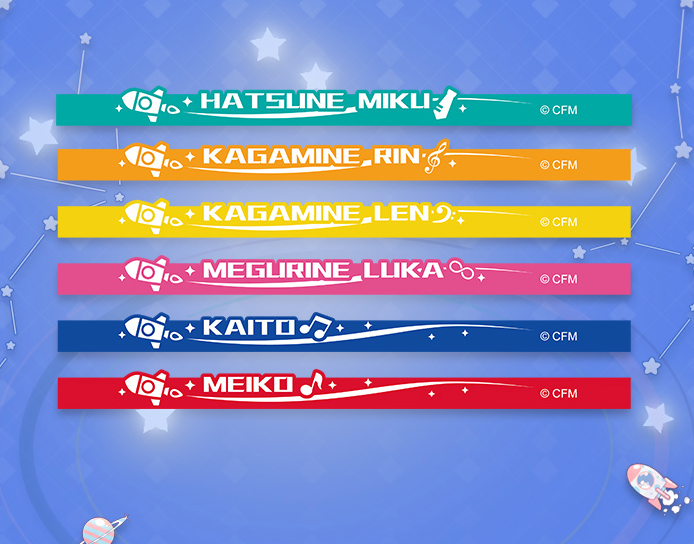 HATSUNE MIKU
© CFM
KAGAMINE RIN
© CFM
KAGAMINE LEN
© CFM
MEGURINE LUKA
© CFM
KAITO
© CFM
MEIKO
© CFM